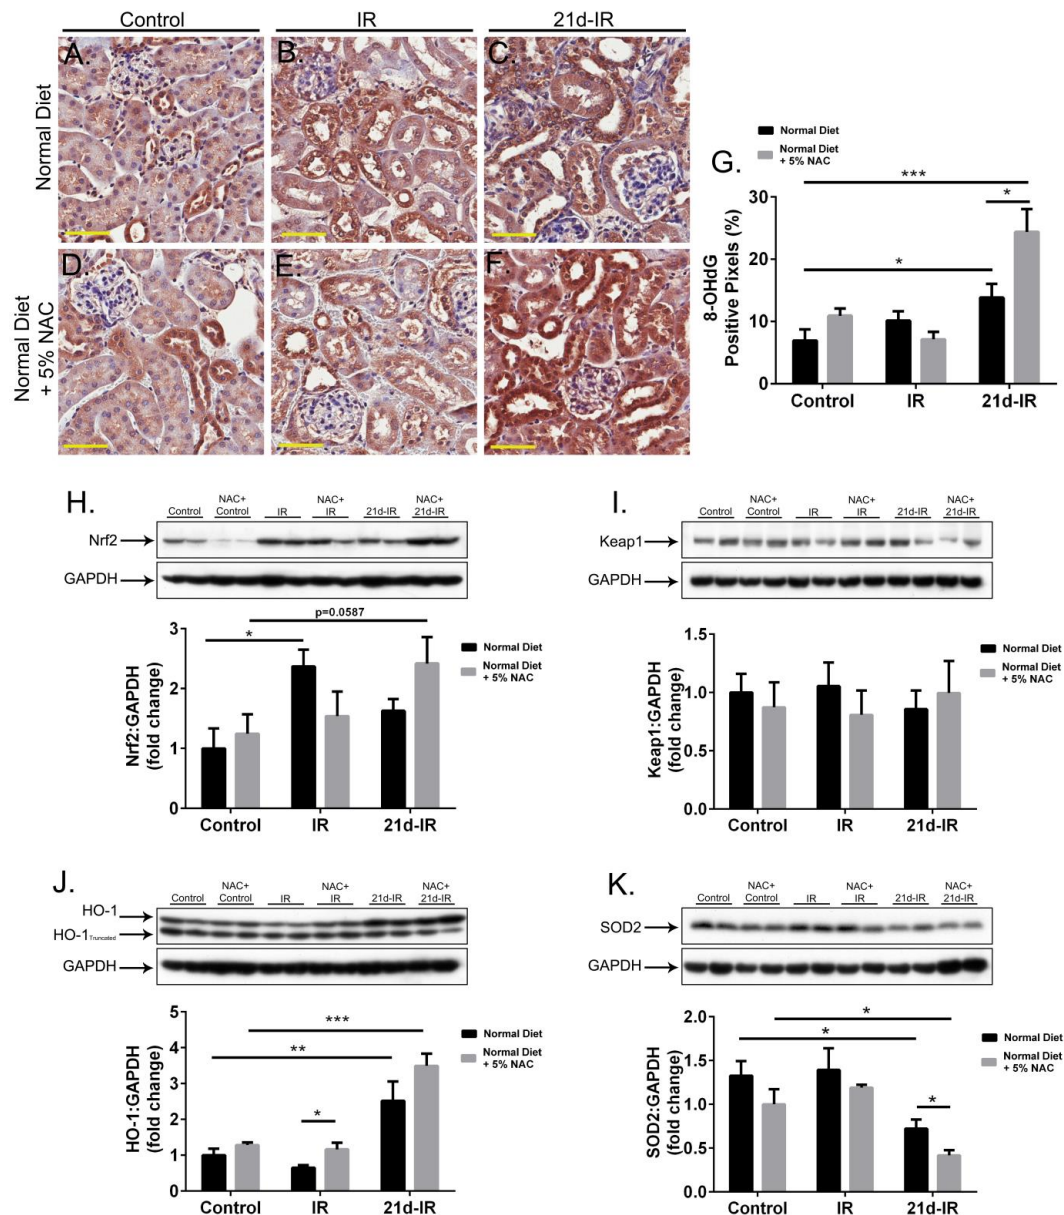 Control
IR
21d-IR
Normal Diet
Normal Diet
+ 5% NAC
A.
B.
C.
D.
E.
F.
G.
Normal Diet
Normal Diet
+ 5% NAC
8-OHdG
Positive Pixels (%)
30
20
10
0
***
*
*
Control
IR
21d-IR
H.
Control
NAC+
Control
IR
NAC+
IR
21d-IR
NAC+
21d-IR
Nrf2
GAPDH
p=0.0587
*
Nrf2:GAPDH
(fold change)
3
2
1
0
Control
IR
21d-IR
Normal Diet
Normal Diet
+ 5% NAC
I.
Control
NAC+
Control
IR
NAC+
IR
21d-IR
NAC+
21d-IR
Keap1
GAPDH
Keap1:GAPDH
(fold change)
1.5
1.0
0.5
0.0
Control
IR
21d-IR
Normal Diet
Normal Diet
+ 5% NAC
J.
Control
NAC+
Control
IR
NAC+
IR
21d-IR
NAC+
21d-IR
HO-1
HO-1Truncated
GAPDH
***
**
*
HO-1:GAPDH
(fold change)
5
4
3
2
1
0
Control
IR
21d-IR
Normal Diet
Normal Diet
+ 5% NAC
K.
Control
NAC+
Control
IR
NAC+
IR
21d-IR
NAC+
21d-IR
SOD2
GAPDH
*
*
*
SOD2:GAPDH
(fold change)
2.0
1.5
1.0
0.5
0.0
Control
IR
21d-IR
Normal Diet
Normal Diet
+ 5% NAC